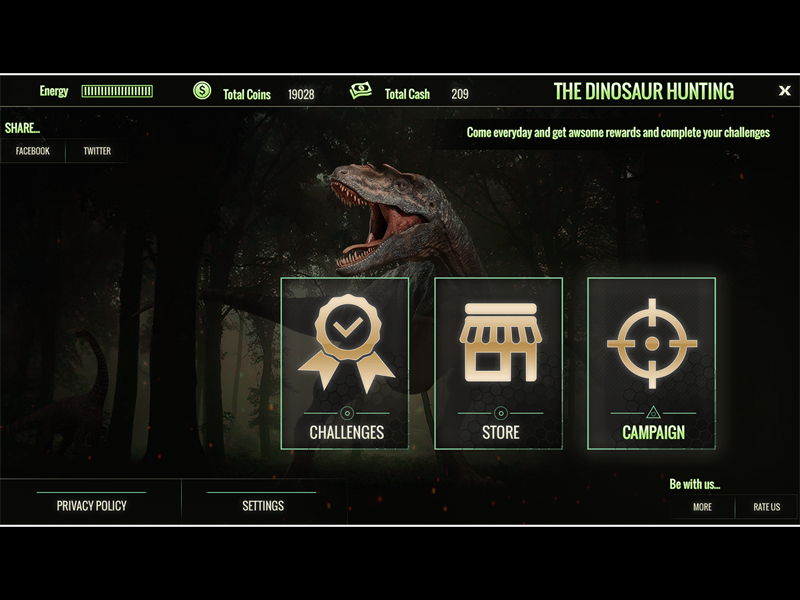 Energy
Total Coins 19028
Total Cash 209
THE DINOSAUR HUNTING
X
SHARE...
FACEBOOK
TWITTER
Come everyday and get awsome rewards and complete your challenges
CHALLENGES
STORE
CAMPAIGN
PRIVACY POLICY
SETTINGS
Be with us...
MORE
RATE US